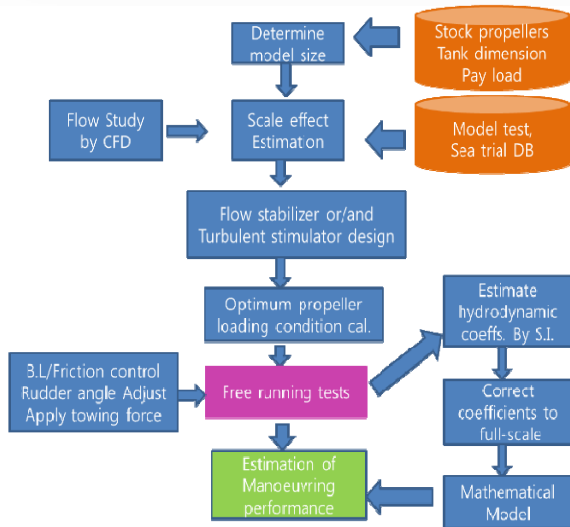 Determine
model size
Stock propellers
Tank dimension
Pay load
Flow Study
by CFD
Scale effect
Estimation
Model test,
Sea trial DB
Flow stabilizer or/and
Turbulent stimulator design
Optimum propeller
loading condition cal.
Estimate
hydrodynamic
coeffs. By S.I.
B.L/Friction control
Rudder angle Adjust
Apply towing force
Free running tests
Correct
coefficients to
full-scale
Estimation of
Manoeuvring
performance
Mathematical
Model